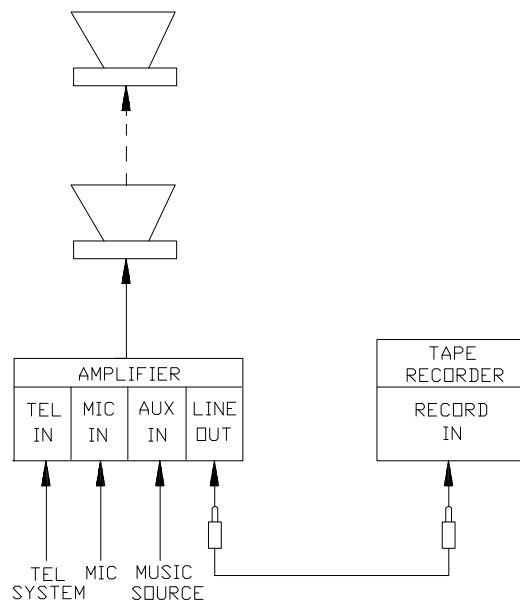 AMPLIFIER
TEL IN
MIC IN
AUX IN
LINE OUT
TAPE
RECORDER
RECORD
IN
TEL
SYSTEM
MIC
MUSIC
SOURCE